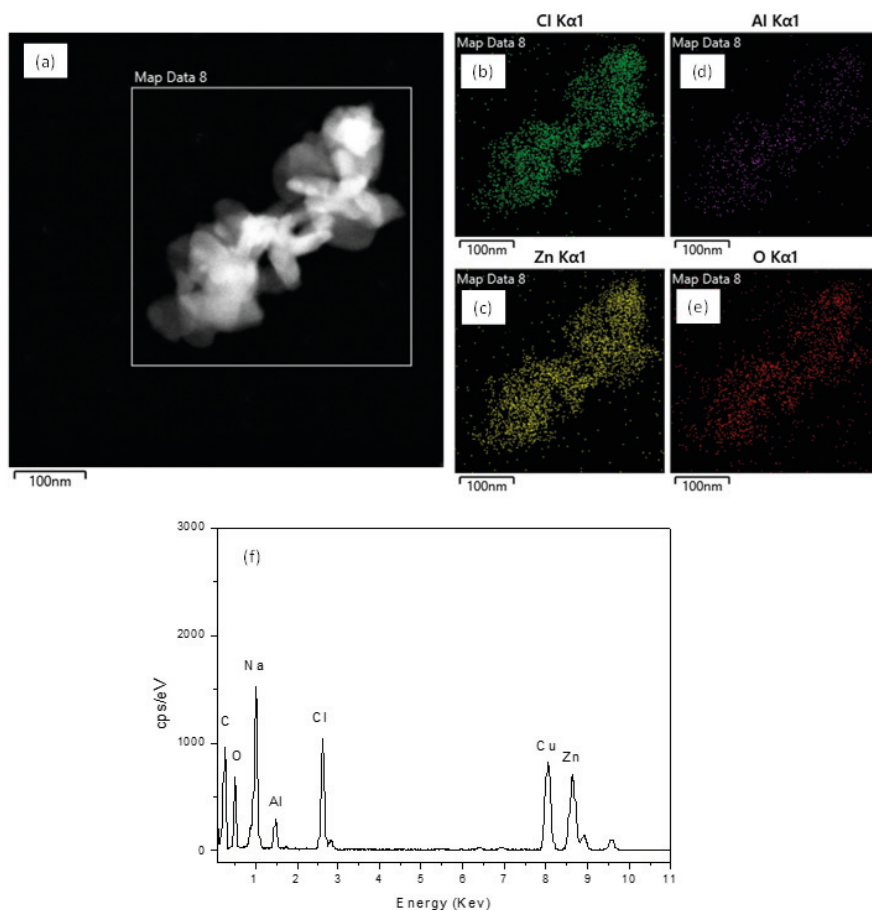 Cl Kα1
Al Kα1
(a)
Map Data 8
Map Data 8
(b)
Map Data 8
(d)
100nm
100nm
Zn Kα1
O Kα1
Map Data 8
(c)
Map Data 8
(e)
100nm
100nm
100nm
(f)
3000
2000
1000
0
cps/eV
C
O
Na
Al
Cl
Cu
Zn
1 2 3 4 5 6 7 8 9 10 11
Energy (Kev)